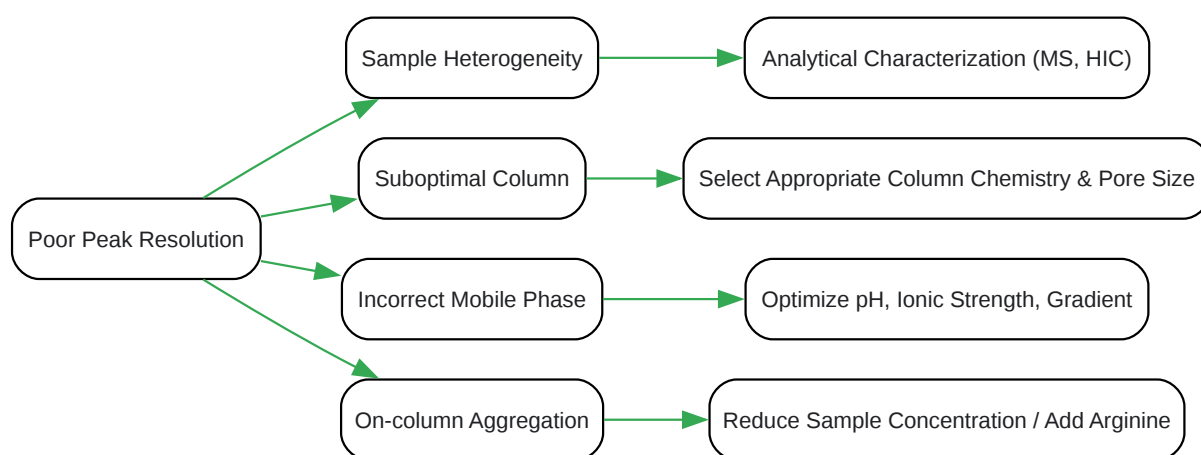 Sample Heterogeneity
Analytical Characterization (MS, HIC)
Suboptimal Column
Select Appropriate Column Chemistry & Pore Size
Poor Peak Resolution
Incorrect Mobile Phase
Optimize pH, Ionic Strength, Gradient
On-column Aggregation
Reduce Sample Concentration / Add Arginine